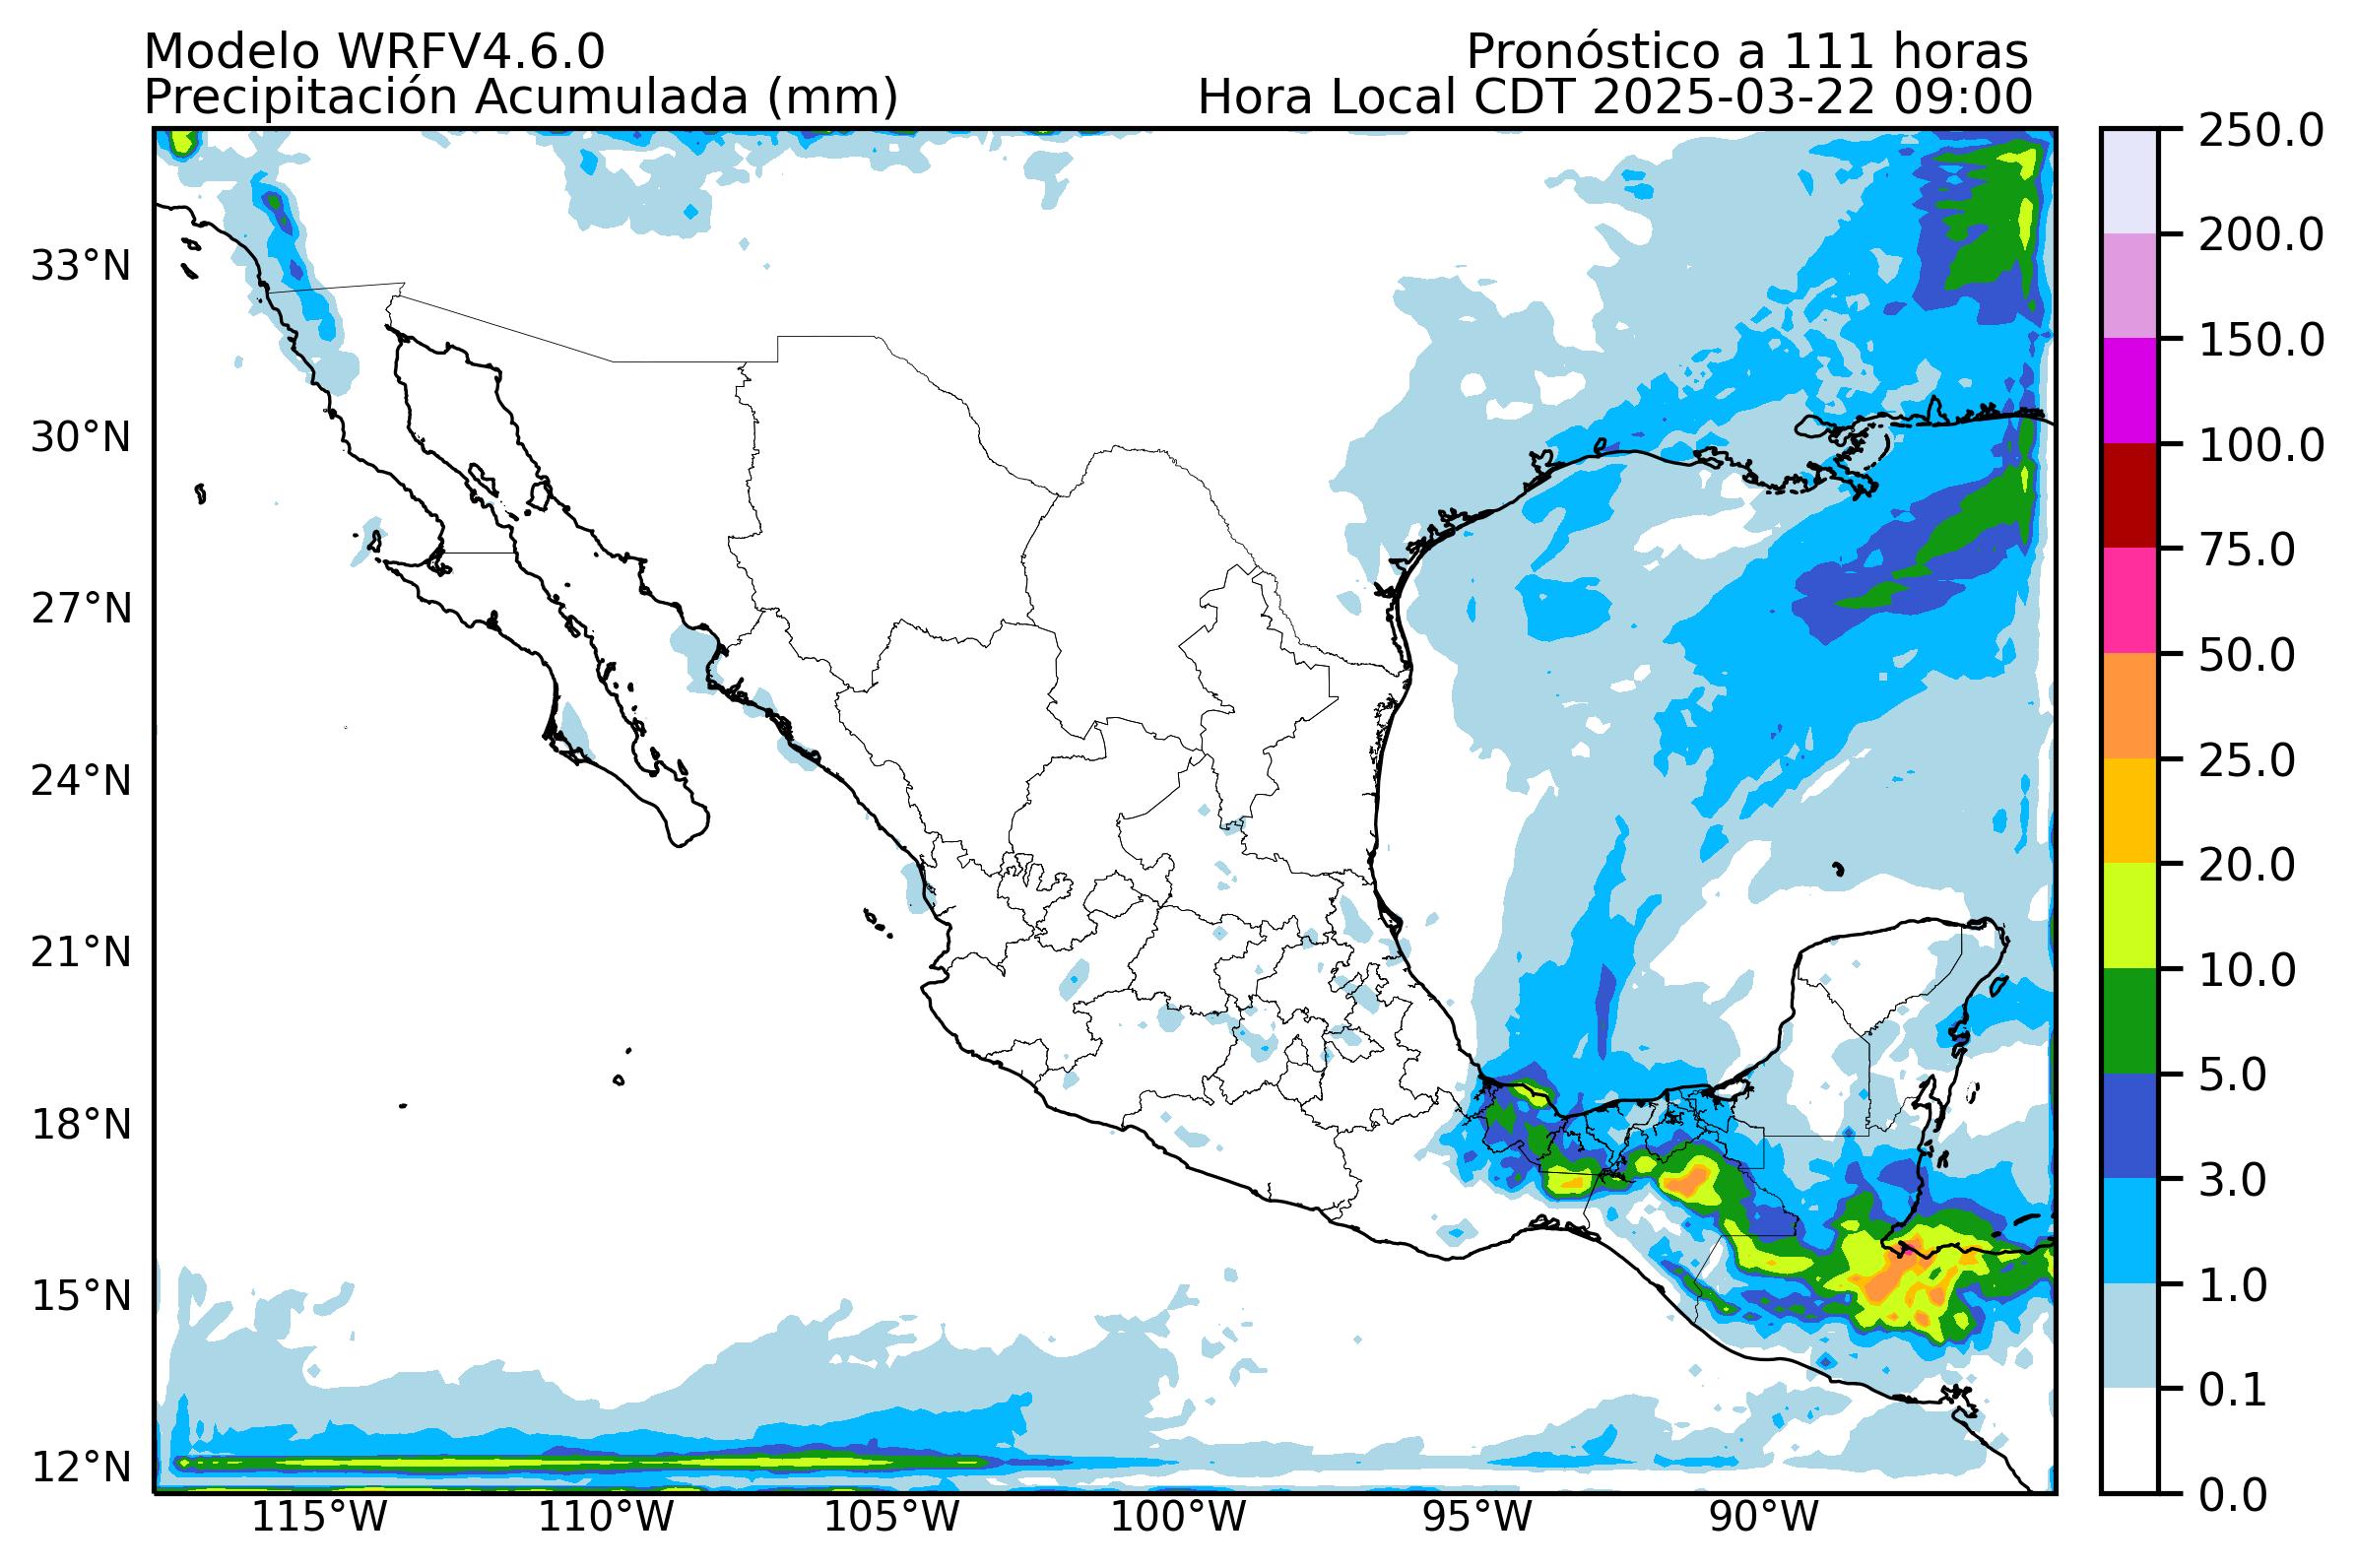 Modelo WRFV4.6.0
Pronóstico a 111 horas
Precipitación Acumulada (mm)
Hora Local CDT 2025-03-22 09:00
250.0
200.0
150.0
100.0
75.0
50.0
25.0
20.0
10.0
5.0
3.0
1.0
0.1
0.0
33°N
30°N
27°N
24°N
21°N
18°N
15°N
12°N
115°W
110°W
105°W
100°W
95°W
90°W